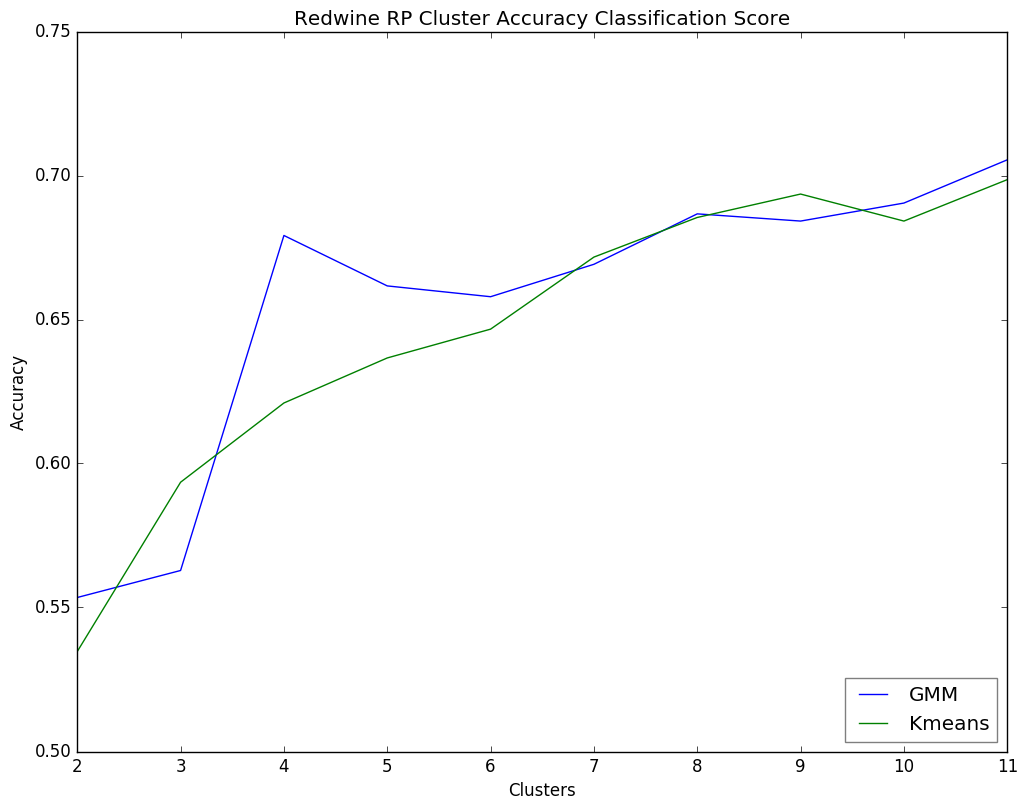 Redwine RP Cluster Accuracy Classification Score
0.75
0.70
0.65
0.60
0.55
0.50
Accuracy
2 3 4 5 6 7 8 9 10 11
Clusters
GMM
Kmeans